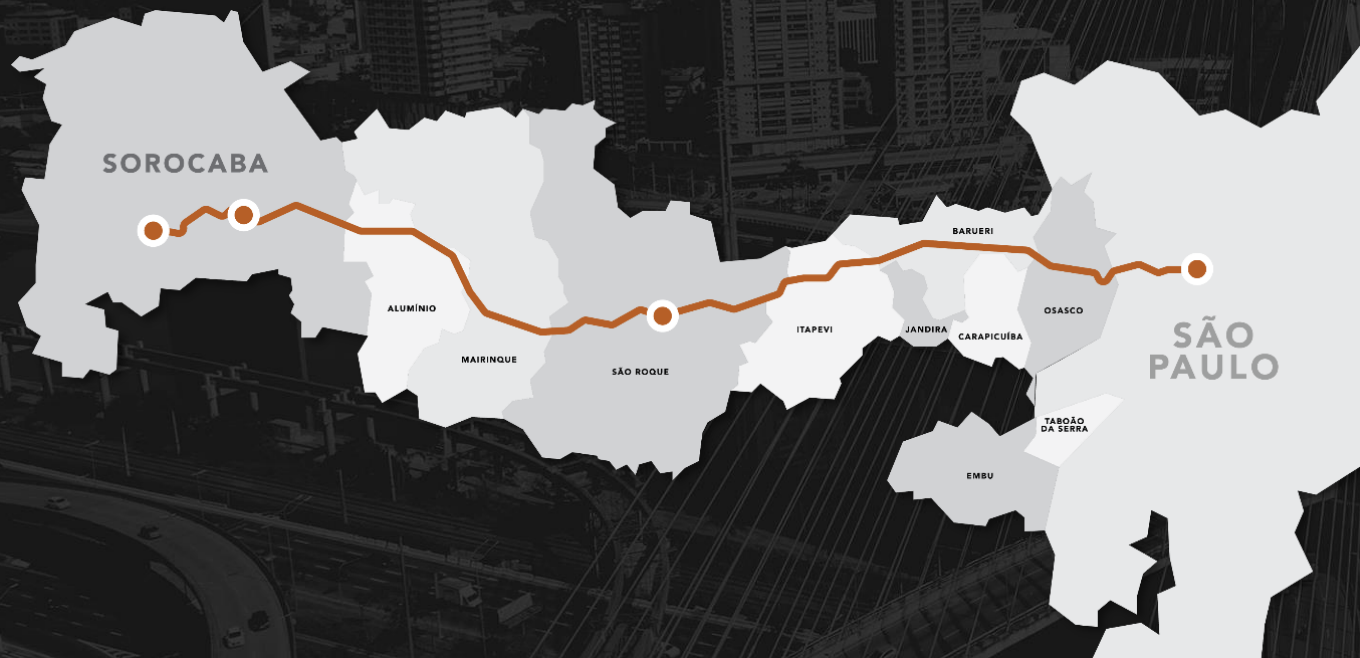 SOROCABA
BARUERI
ALUMÍNIO
OSASCO
ITAPEVI
JANDIRA
CARAPICUÍBA
SÃO
PAULO
MAIRINQUE
SÃO ROQUE
TABOÃO
DA SERRA
EMBU